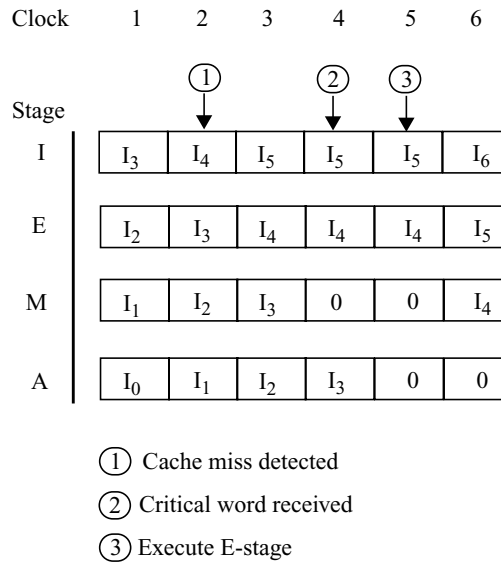 Clock 1 2 3 4 5 6
1 2 3
Stage
I I₃ I₄ I₅ I₅ I₅ I₆
E I₂ I₃ I₄ I₄ I₄ I₅
M I₁ I₂ I₃ 0 0 I₄
A I₀ I₁ I₂ I₃ 0 0
1 Cache miss detected
2 Critical word received
3 Execute E-stage